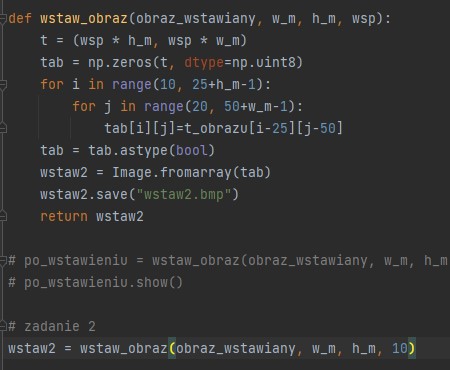 def wstaw_obraz(obraz_wstawiany, w_m, h_m, wsp):
    t = (wsp * h_m, wsp * w_m)
    tab = np.zeros(t, dtype=np.uint8)
    for i in range(10, 25+h_m-1):
        for j in range(20, 50+w_m-1):
            tab[i][j]=t_obrazu[i-25][j-50]
    tab = tab.astype(bool)
    wstaw2 = Image.fromarray(tab)
    wstaw2.save("wstaw2.bmp")
    return wstaw2
# po_wstawieniu = wstaw_obraz(obraz_wstawiany, w_m, h_m
# po_wstawieniu.show()
# zadanie 2
wstaw2 = wstaw_obraz(obraz_wstawiany, w_m, h_m, 10)